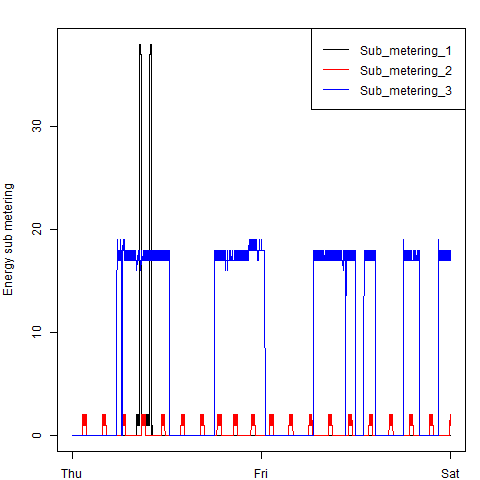 Sub_metering_1
Sub_metering_2
Sub_metering_3
Energy sub metering
30
20
10
0
Thu Fri Sat